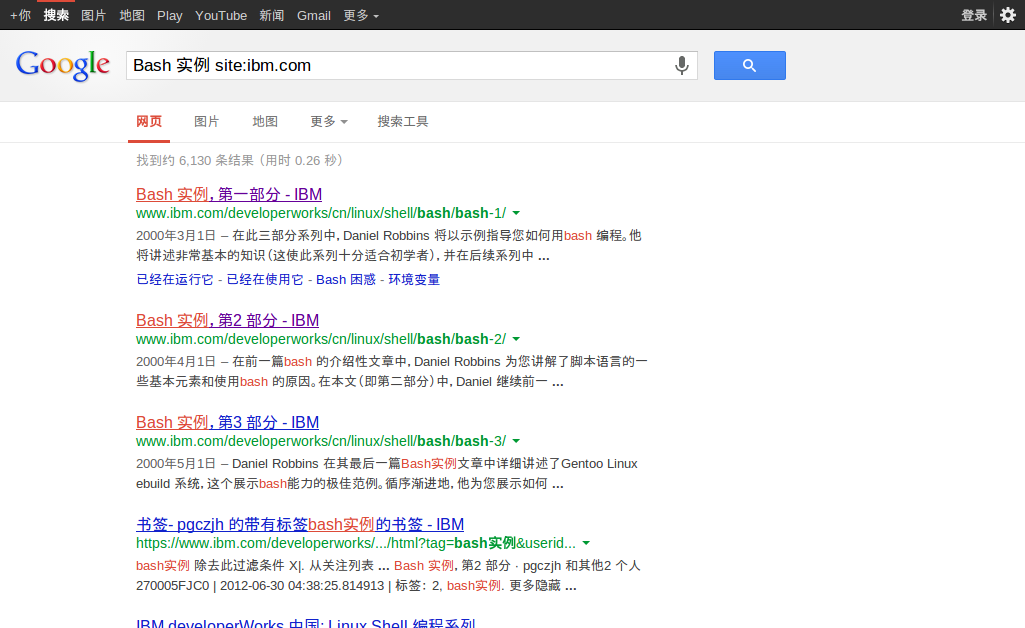 +你 搜索 图片 地图 Play YouTube 新闻 Gmail 更多 登录
Google Bash 实例 site:ibm.com
网页 图片 地图 更多 搜索工具
找到约 6,130 条结果 (用时 0.26 秒)
Bash 实例，第一部分 - IBM
www.ibm.com/developerworks/cn/linux/shell/bash/bash-1/
2000年3月1日 – 在此三部分系列中，Daniel Robbins 将以示例指导您如何用bash 编程。他
将讲述非常基本的知识（这使此系列十分适合初学者），并在后续系列中 ...
已经在运行它 - 已经在使用它 - Bash 困惑 - 环境变量
Bash 实例，第2 部分 - IBM
www.ibm.com/developerworks/cn/linux/shell/bash/bash-2/
2000年4月1日 – 在前一篇bash 的介绍性文章中，Daniel Robbins 为您讲解了脚本语言的一
些基本元素和使用bash 的原因。在本文（即第二部分）中，Daniel 继续前一 ...
Bash 实例，第3 部分 - IBM
www.ibm.com/developerworks/cn/linux/shell/bash/bash-3/
2000年5月1日 – Daniel Robbins 在其最后一篇Bash实例文章中详细讲述了Gentoo Linux
ebuild 系统，这个展示bash能力的极佳范例。循序渐进地，他为您展示如何 ...
书签- pgczjh 的带有标签bash实例的书签 - IBM
https://www.ibm.com/developerworks/.../html?tag=bash实例&userid...
bash实例 除去此过滤条件 X|. 从关注列表 ... Bash 实例，第2 部分 · pgczjh 和其他2 个人
270005FJC0 | 2012-06-30 04:38:25.814913 | 标签： 2, bash实例. 更多隐藏 ...
IBM developerWorks 中国: Linux Shell 编程系列